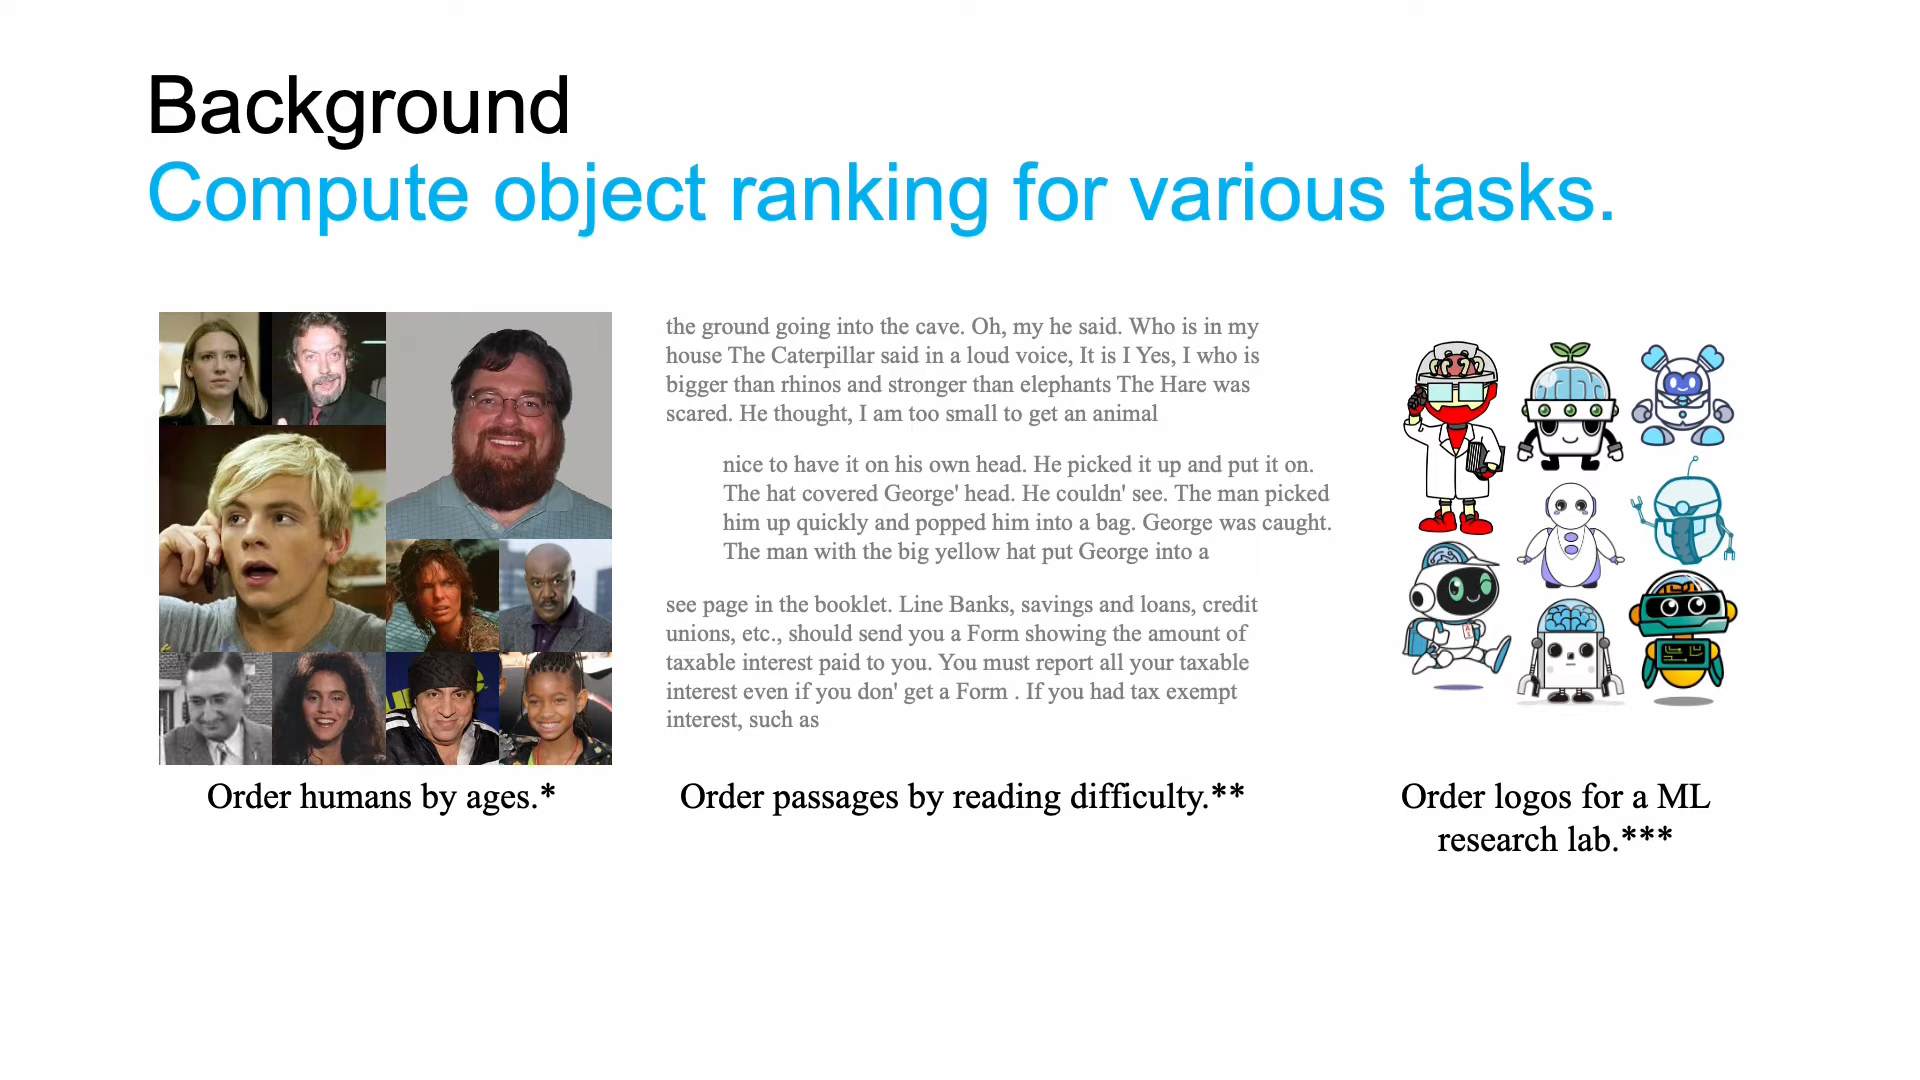 Background
Compute object ranking for various tasks.
the ground going into the cave. Oh, my he said. Who is in my
house The Caterpillar said in a loud voice, It is I Yes, I who is
bigger than rhinos and stronger than elephants The Hare was
scared. He thought, I am too small to get an animal
nice to have it on his own head. He picked it up and put it on.
The hat covered George' head. He couldn' see. The man picked
him up quickly and popped him into a bag. George was caught.
The man with the big yellow hat put George into a
see page in the booklet. Line Banks, savings and loans, credit
unions, etc., should send you a Form showing the amount of
taxable interest paid to you. You must report all your taxable
interest even if you don' get a Form . If you had tax exempt
interest, such as
Order humans by ages.*
Order passages by reading difficulty.**
Order logos for a ML
research lab.***